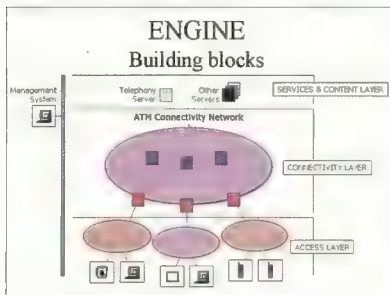 ENGINE
Building blocks
Management
System
Telephony
Server
Other
Servers
SERVICES & CONTENT LAYER
ATM Connectivity Network
CONNECTIVITY LAYER
ACCESS LAYER